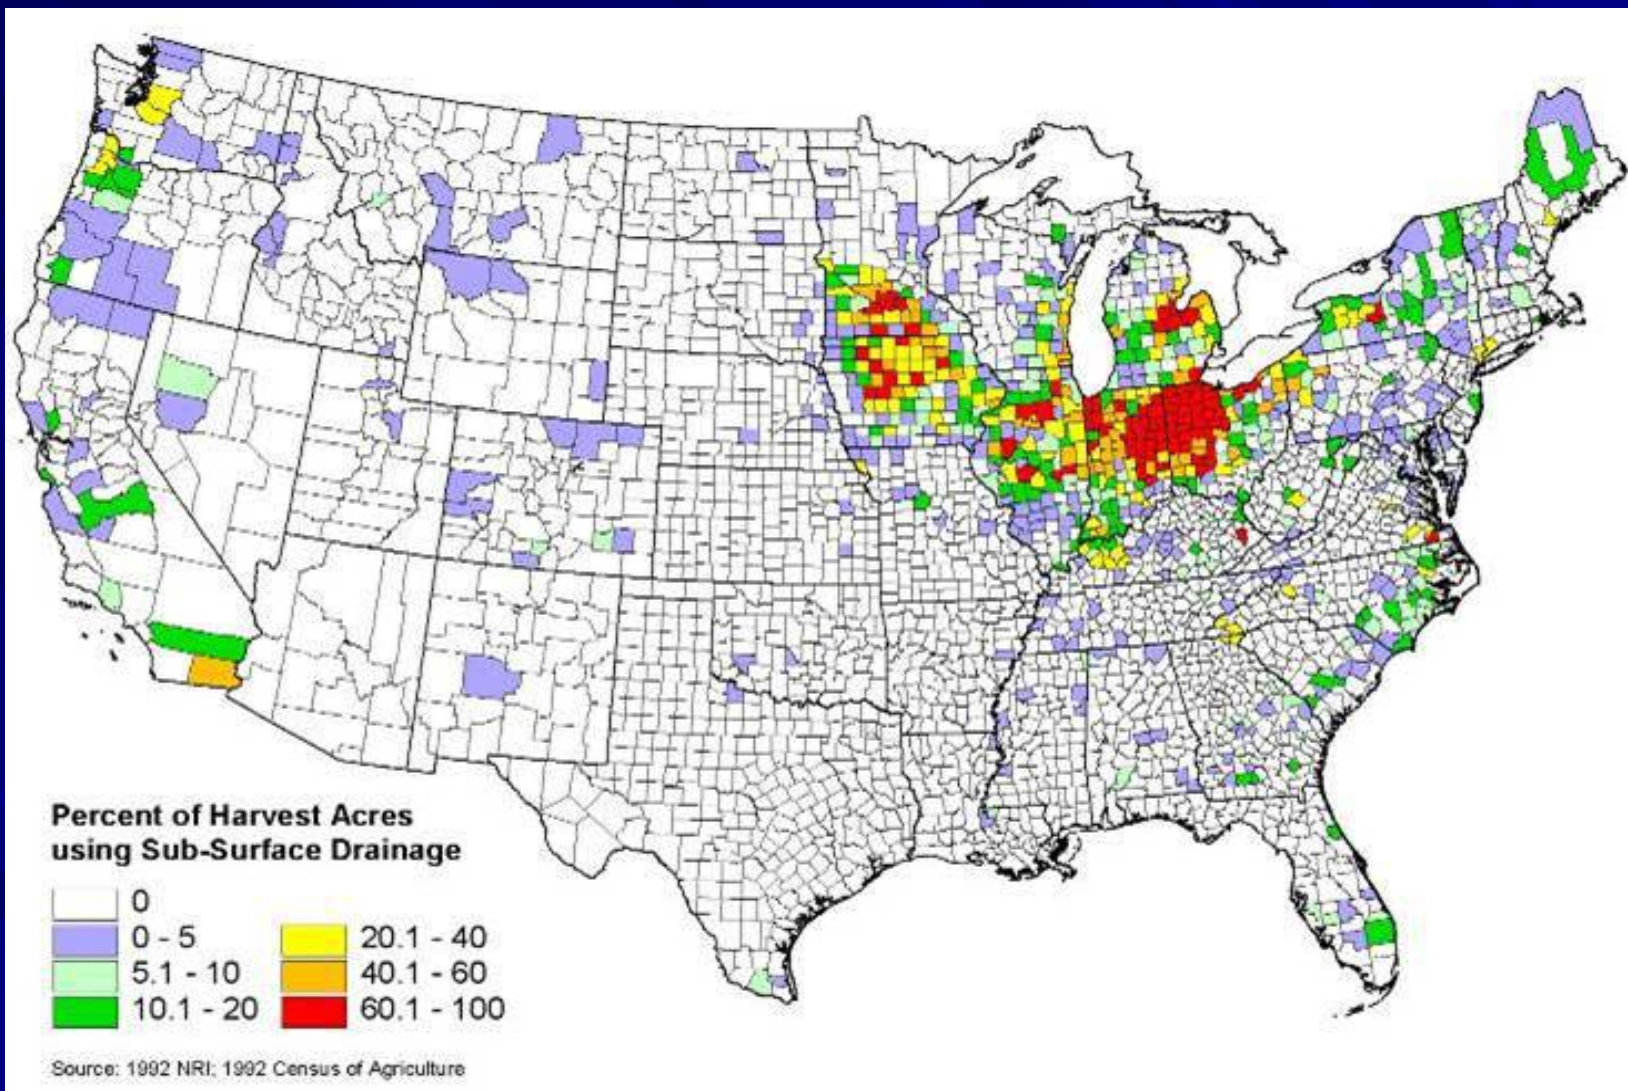 Percent of Harvest Acres
using Sub-Surface Drainage
0
0 - 5
5.1 - 10
10.1 - 20
20.1 - 40
40.1 - 60
60.1 - 100
Source: 1992 NRI; 1992 Census of Agriculture